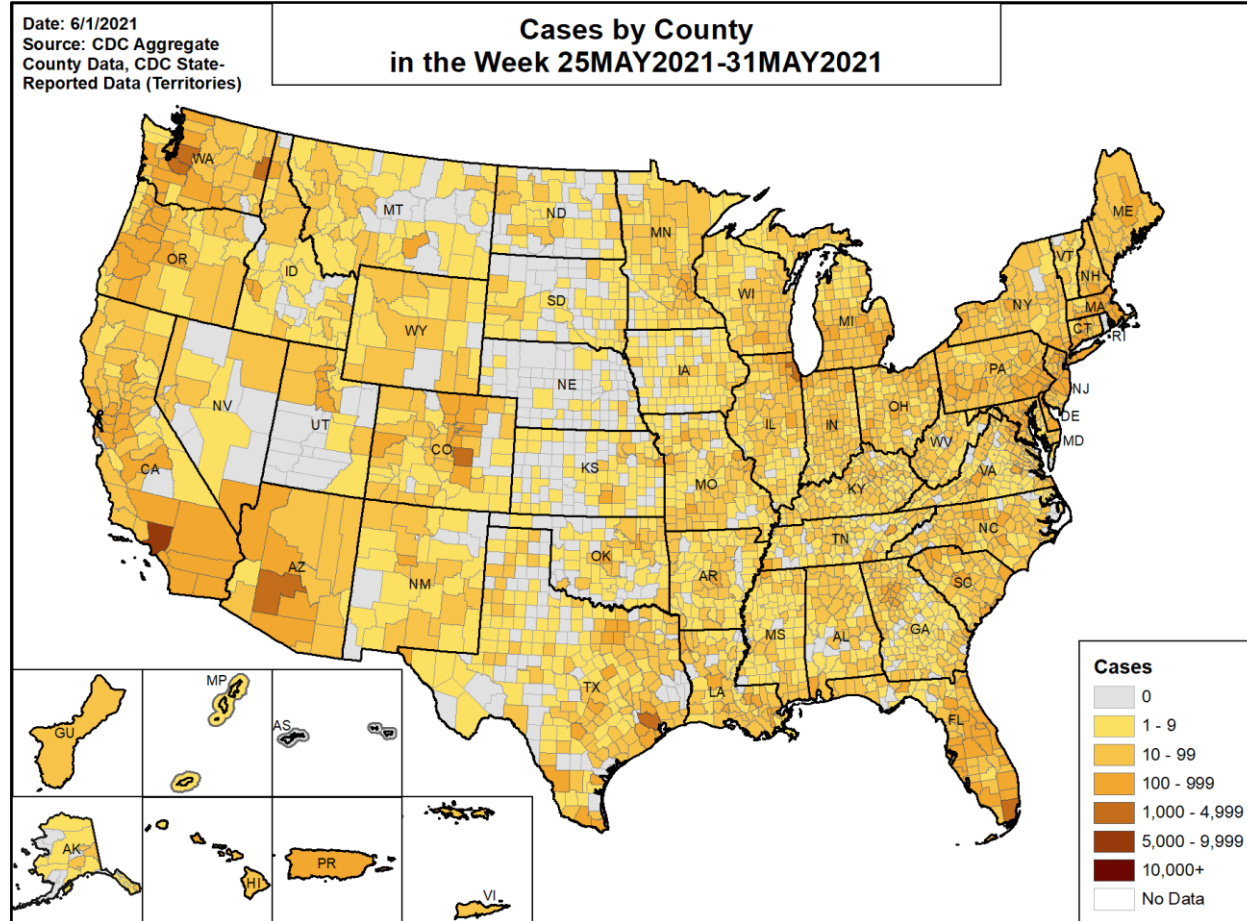 Date: 6/1/2021
Source: CDC Aggregate
County Data, CDC State-
Reported Data (Territories)
Cases by County
in the Week 25MAY2021-31MAY2021
WA
MT
ND
MN
ME
OR
ID
SD
WI
MI
VT
NH
NY
MA
CT
RI
WY
NE
IA
PA
NJ
NV
UT
CO
KS
MO
IL
IN
OH
WV
DE
MD
CA
KY
VA
AZ
NM
OK
AR
TN
NC
SC
TX
LA
MS
AL
GA
FL
GU
MP
AS
AK
HI
PR
VI
Cases
0
1 - 9
10 - 99
100 - 999
1,000 - 4,999
5,000 - 9,999
10,000+
No Data